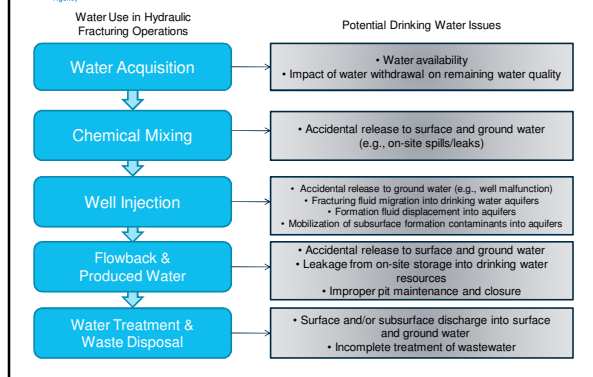 Agency
Water Use in Hydraulic
Fracturing Operations
Potential Drinking Water Issues
Water Acquisition
• Water availability
• Impact of water withdrawal on remaining water quality
Chemical Mixing
• Accidental release to surface and ground water
(e.g., on-site spills/leaks)
Well Injection
• Accidental release to ground water (e.g., well malfunction)
• Fracturing fluid migration into drinking water aquifers
• Formation fluid displacement into aquifers
• Mobilization of subsurface formation contaminants into aquifers
Flowback &
Produced Water
• Accidental release to surface and ground water
• Leakage from on-site storage into drinking water
resources
• Improper pit maintenance and closure
Water Treatment &
Waste Disposal
• Surface and/or subsurface discharge into surface
and ground water
• Incomplete treatment of wastewater